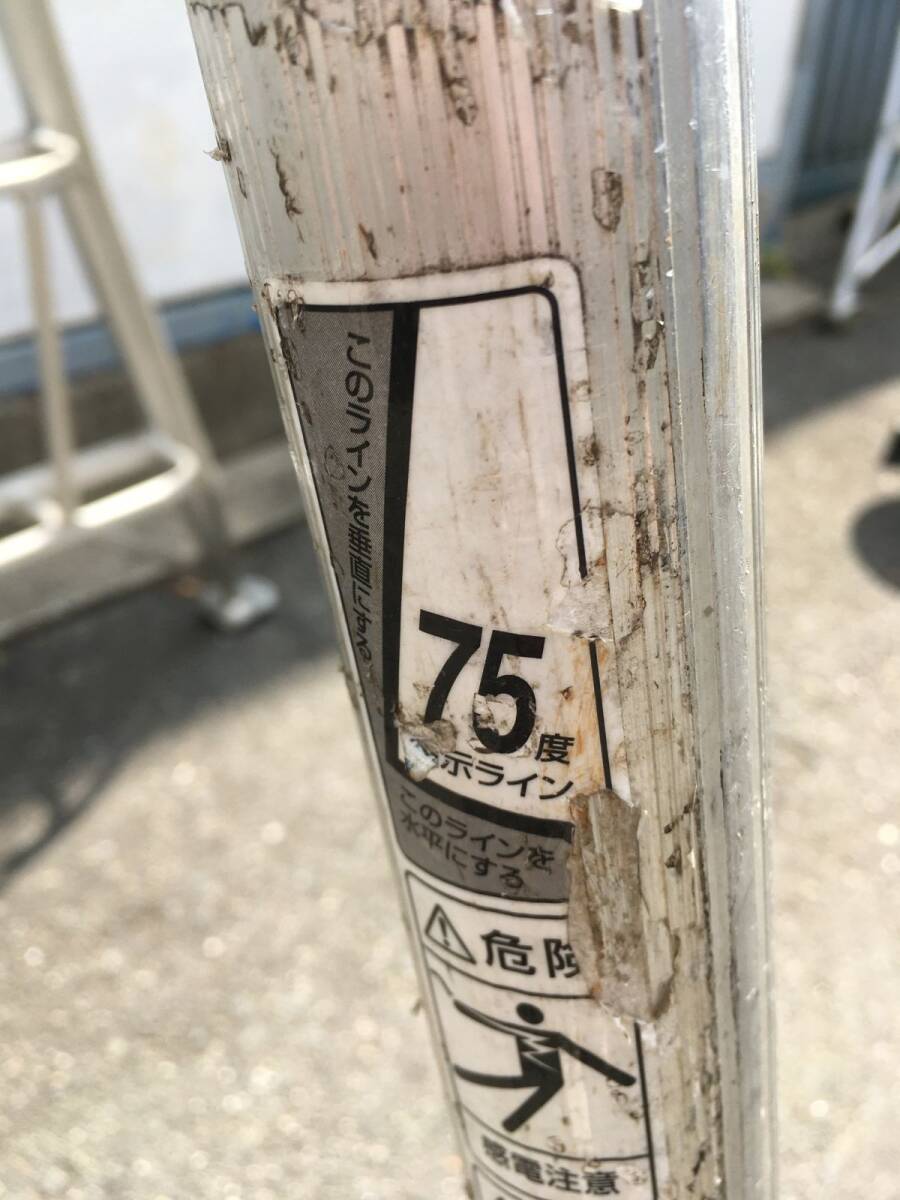 このラインを垂直にする
75度
示ライン
このラインを
水平にする
危険
感電注意